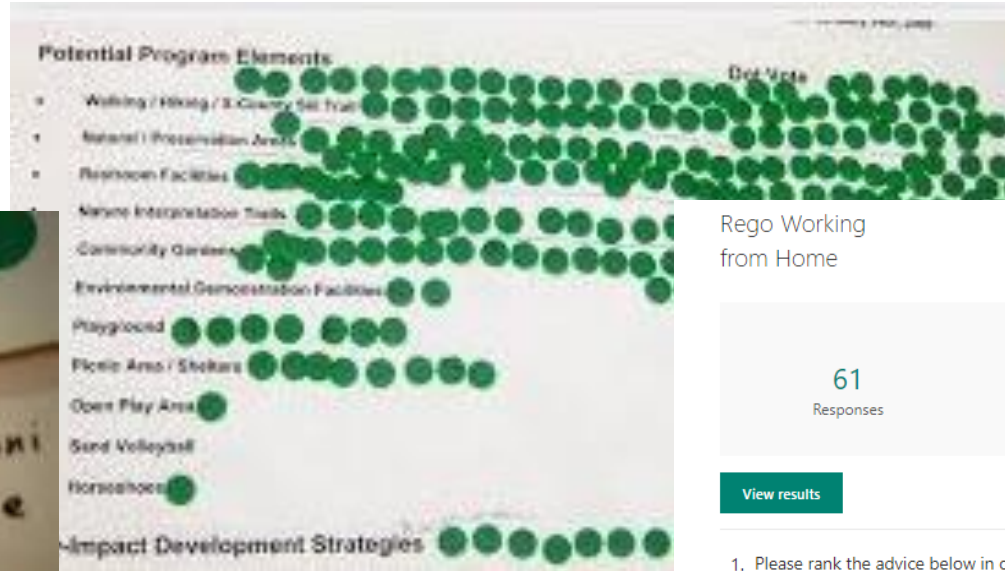 Potential Program Elements
Dot Vote
Walking / Hiking / X-County Ski Trail
Natural / Preservation Areas
Restroom Facilities
Nature Interpretation Trails
Community Gardens
Environmental Demonstration Facilities
Playground
Picnic Area / Shelters
Open Play Area
Sand Volleyball
Horseshoes
-Impact Development Strategies
ni
e
Rego Working
from Home
61
Responses
View results
1. Please rank the advice below in